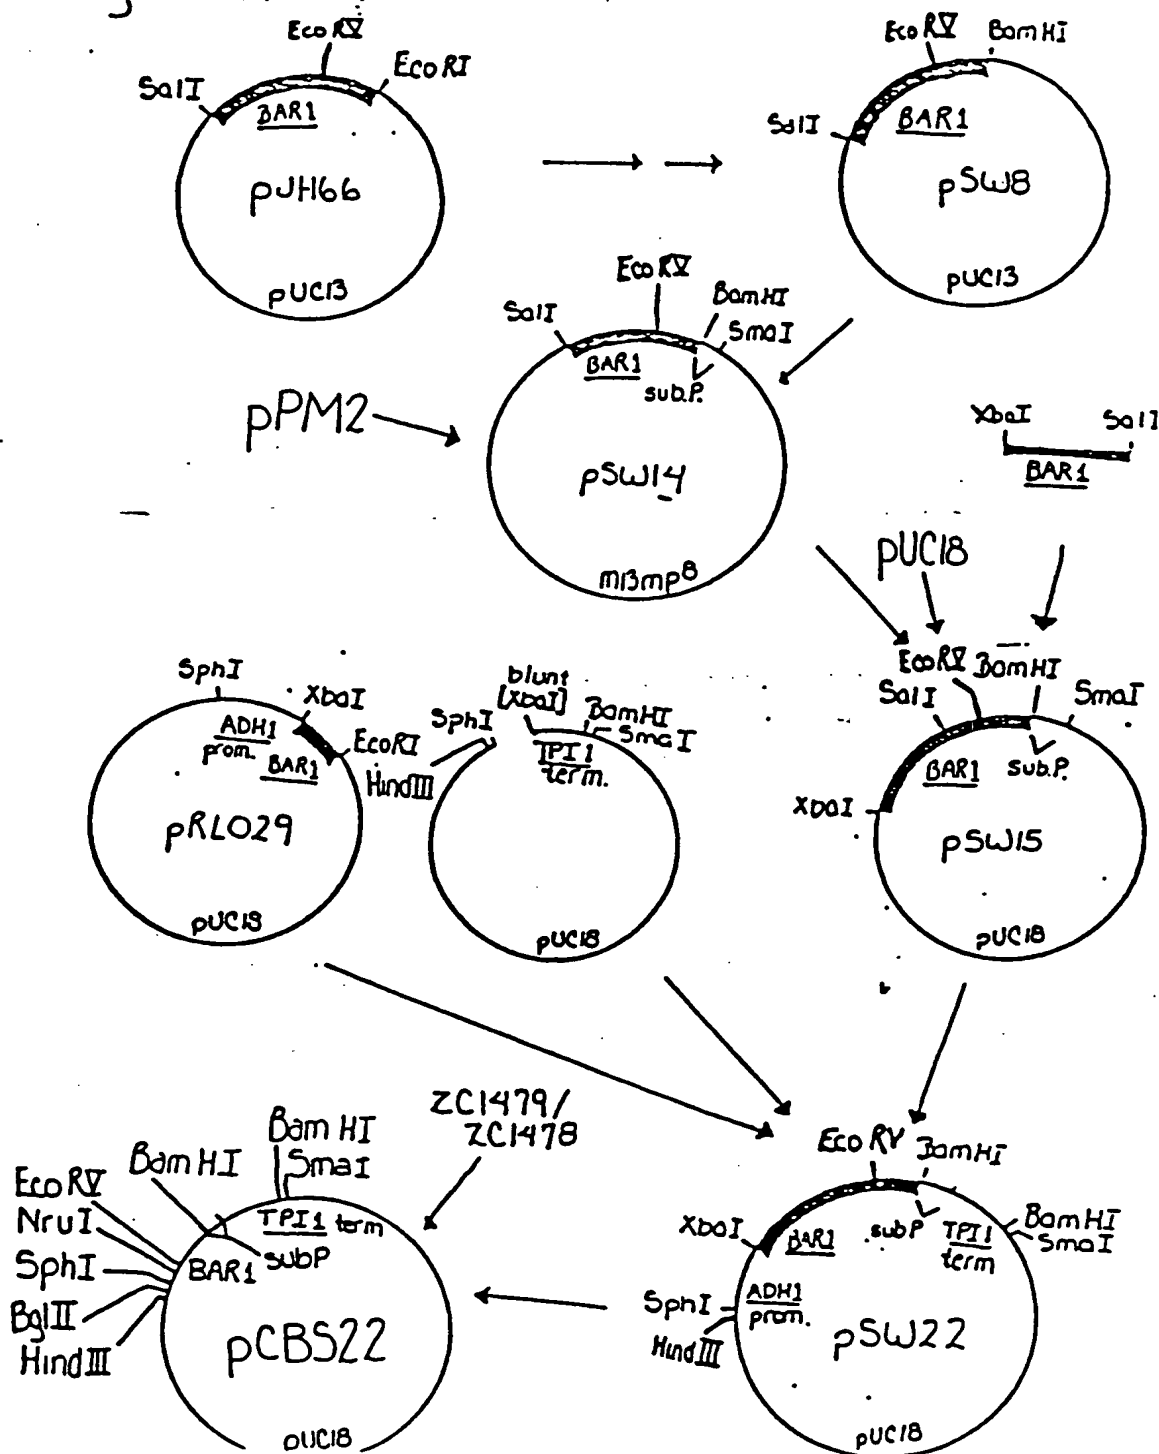 EcoRV
EcoRI
SalI
BAR1
pJH66
pUC13
EcoRV
BamHI
SalI
BAR1
pSW8
pUC13
EcoRV
BamHI
SalI
SmaI
BAR1
sub.P.
pPM2
pSW14
m13mp8
XbaI
SalI
BAR1
pUC18
SphI
XbaI
ADH1
prom.
BAR1
EcoRI
pRL029
pUC18
blunt
[XbaI]
SphI
BamHI
SmaI
TPI1
term.
HindIII
pUC18
EcoRV
BamHI
SalI
SmaI
BAR1
sub.P.
XbaI
pSW15
pUC18
ZC1479/
ZC1478
BamHI
SmaI
BamHI
EcoRV
NruI
SphI
BglII
HindIII
TPI1 term
subP
BAR1
pCBS22
pUC18
EcoRV
BamHI
BamHI
SmaI
XbaI
BAR1
subP
TPI1
term
SphI
ADH1
prom.
HindIII
pSW22
pUC18